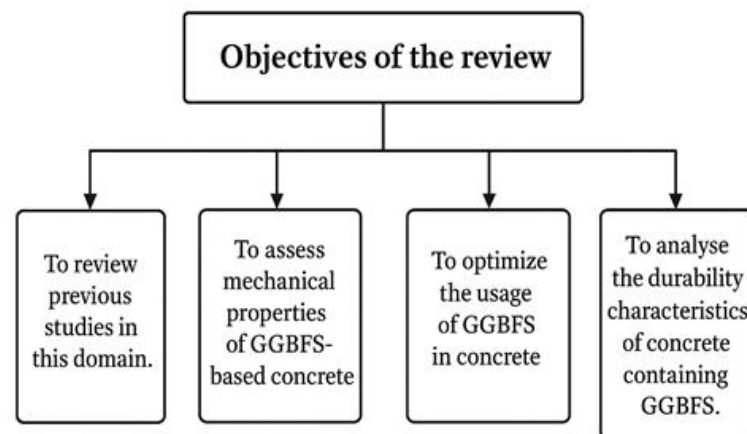 Objectives of the review
To review
previous
studies in
this domain.
To assess
mechanical
properties
of GGBFS-
based concrete
To optimize
the usage
of GGBFS
in concrete
To analyse
the durability
characteristics
of concrete
containing
GGBFS.